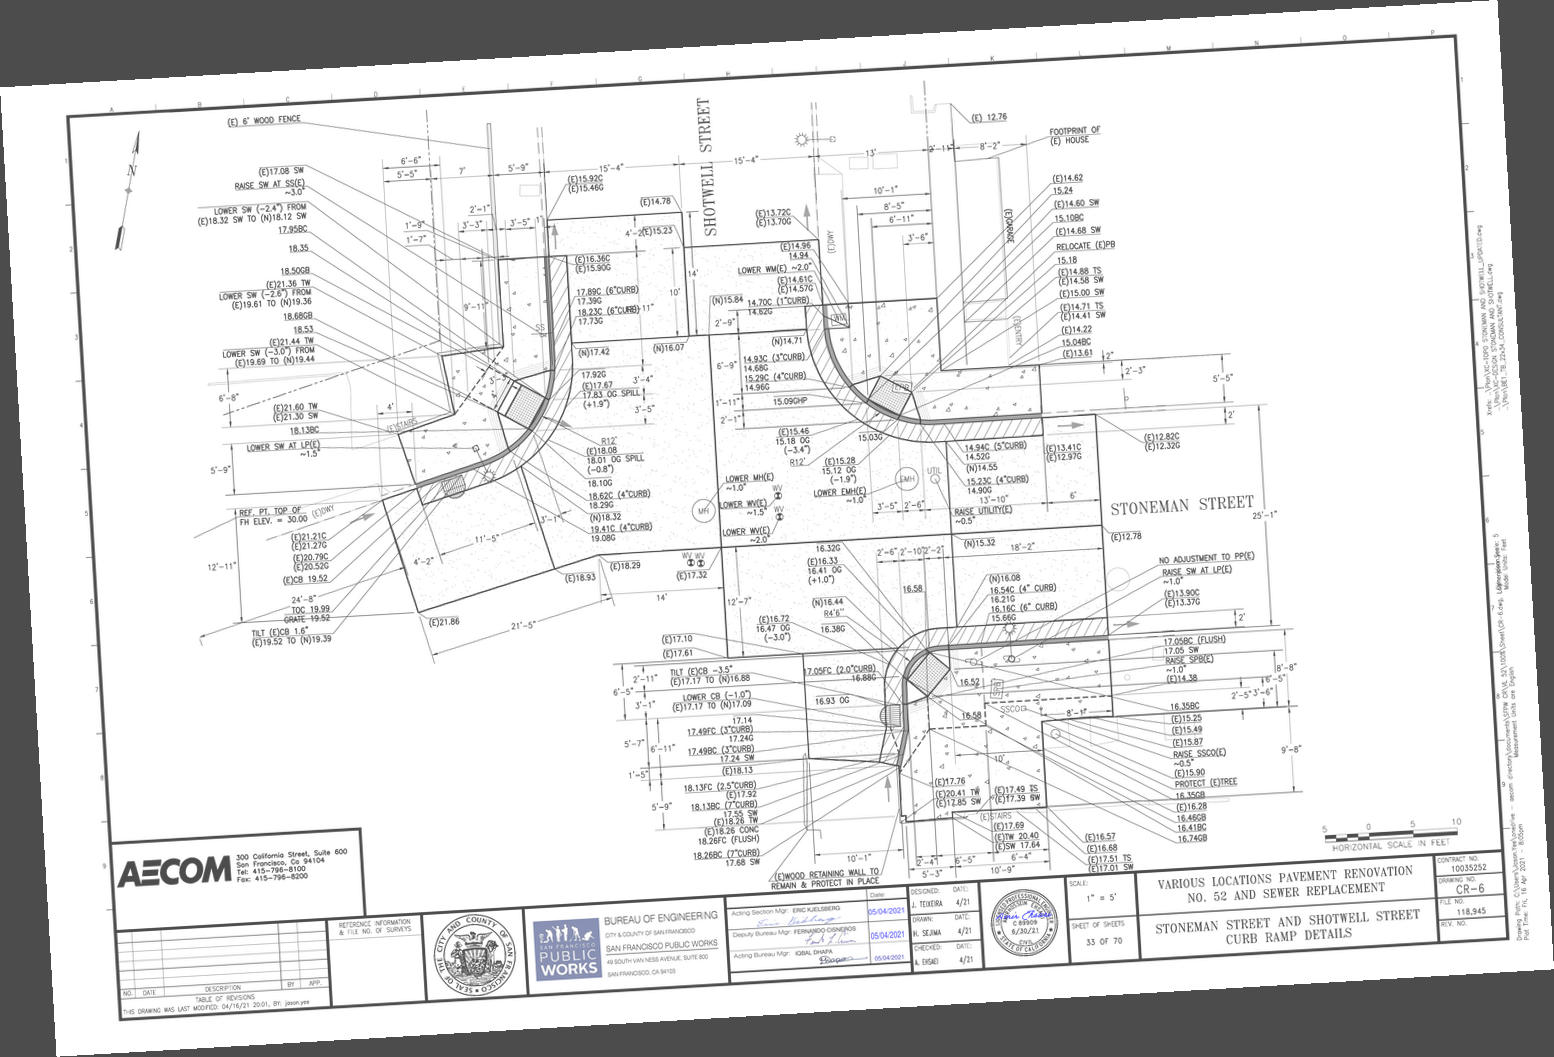 (E) 6' WOOD FENCE
(E)17.08 SW
RAISE SW AT SS(E)
~3.0"
LOWER SW (-2.4") FROM
(E)18.32 SW TO (N)18.12 SW
17.95BC
18.35
18.50GB
(E)21.36 TW
LOWER SW (-2.6") FROM
(E)19.61 TO (N)19.36
18.68GB
18.53
(E)21.44 TW
LOWER SW (-3.0") FROM
(E)19.69 TO (N)19.44
6'-8"
(E)21.60 TW
(E)21.30 SW
18.13BC
LOWER SW AT LP(E)
~1.5"
5'-9"
4'
(E)STAIRS
REF. PT. TOP OF
FH ELEV. = 30.00
(E)DWY
(E)21.21C
(E)21.27G
(E)20.79C
(E)20.52G
(E)CB 19.52
12'-11"
24'-8"
TOC 19.99
GRATE 19.52
TILT (E)CB 1.6"
(E)19.52 TO (N)19.39
N
6'-6"
5'-5"
7'
5'-9"
15'-4"
15'-4"
13'
2'-11"
8'-2"
2'-1"
3'-3"
3'-5"
1'
1'-9"
1'-7"
9'-11"
SS
SHOTWELL STREET
(E)15.92C
(E)15.46G
(E)14.78
4'-2"
(E)15.23
(E)16.36C
(E)15.90G
17.89C (6"CURB)
17.39G
18.23C (6"CURB)
17.73G
14'
10'
(N)17.42
(N)16.07
17.92G
(E)17.67
17.83 OG SPILL
(+1.9")
3'-4"
3'-5"
R12'
(E)18.08
18.01 OG SPILL
(-0.8")
18.10G
18.62C (4"CURB)
18.29G
(N)18.32
19.41C (4"CURB)
19.08G
3'-1"
11'-5"
4'-2"
(E)18.29
(E)18.93
(E)21.86
21'-5"
14'
(E)17.32
WV WV
(E) 12.76
FOOTPRINT OF
(E) HOUSE
(E)13.72C
(E)13.70G
(E)DWY
10'-1"
8'-5"
6'-11"
3'-6"
(E)GARAGE
(E)ENTRY
(E)14.96
14.94
LOWER WM(E) ~2.0"
(E)14.61C
(E)14.57G
14.70C (1"CURB)
14.62G
(N)15.84
2'-9"
WM
(N)14.71
6'-9"
14.93C (3"CURB)
14.68G
15.29C (4"CURB)
14.96G
1'-11"
15.09GHP
2'-1"
(E)15.46
15.18 OG
(-3.4")
R12'
15.03G
EPB
(E)15.28
15.12 OG
(-1.9")
LOWER EMH(E)
~1.0"
EMH
UTIL
(E)14.62
15.24
(E)14.60 SW
15.10BC
(E)14.68 SW
RELOCATE (E)PB
15.18
(E)14.88 TS
(E)14.58 SW
(E)15.00 SW
(E)14.71 TS
(E)14.41 SW
(E)14.22
15.04BC
(E)13.61
2"
2'-3"
5'-5"
2'
(E)12.82C
(E)12.32G
14.94C (5"CURB)
14.52G
(N)14.55
15.23C (4"CURB)
14.90G
(E)13.41C
(E)12.97G
13'-10"
6'
3'-5"
2'-6"
RAISE UTILITY(E)
~0.5"
LOWER MH(E)
~1.0"
MH
WV
LOWER WV(E)
~1.5"
WV
LOWER WV(E)
~2.0"
STONEMAN STREET
25'-1"
(E)12.78
(N)15.32
18'-2"
2'-6"
2'-10"
2'-2"
16.32G
(E)16.33
16.41 OG
(+1.0")
16.58
(N)16.44
R4'6"
(E)16.72
16.47 OG
(-3.0")
16.38G
12'-7"
(N)16.08
16.54C (4" CURB)
16.21G
16.16C (6" CURB)
15.66G
NO ADJUSTMENT TO PP(E)
RAISE SW AT LP(E)
~1.0"
(E)13.90C
(E)13.37G
2'
17.05BC (FLUSH)
17.05 SW
RAISE SPB(E)
~1.0"
(E)14.38
8'-8"
6'-5"
3'-6"
2'-5"
16.35BC
(E)15.25
(E)15.49
(E)15.87
RAISE SSCO(E)
~0.5"
(E)15.90
PROTECT (E)TREE
9'-8"
16.35GB
(E)16.28
16.46GB
16.41BC
16.74GB
(E)17.10
(E)17.61
TILT (E)CB -3.5"
(E)17.17 TO (N)16.88
17.05FC (2.0"CURB)
16.88G
LOWER CB (-1.0")
(E)17.17 TO (N)17.09
16.93 OG
17.14
17.49FC (3"CURB)
17.24G
17.49BC (3"CURB)
17.24 SW
(E)18.13
18.13FC (2.5"CURB)
(E)17.92
18.13BC (7"CURB)
17.55 SW
(E)18.26 TW
(E)18.26 CONC
18.26FC (FLUSH)
18.26BC (7"CURB)
17.68 SW
2'-11"
6'-5"
3'-1"
5'-7"
6'-11"
1'-5"
5'-9"
16.52
16.58
SPB
SSCO
8'-1"
10'
(E)17.76
(E)20.41 TW
(E)17.85 SW
(E)17.49 TS
(E)17.39 SW
(E)STAIRS
(E)17.69
(E)TW 20.40
(E)SW 17.64
6'-4"
(E)16.57
(E)16.68
(E)17.51 TS
(E)17.01 SW
10'-1"
2'-4"
6'-5"
5'-3"
10'-9"
(E)WOOD RETAINING WALL TO
REMAIN & PROTECT IN PLACE
5 0 5 10
HORIZONTAL SCALE IN FEET
AECOM
300 California Street, Suite 600
San Francisco, Ca 94104
Tel: 415-796-8100
Fax: 415-796-8200
NO. DATE DESCRIPTION BY APP.
TABLE OF REVISIONS
THIS DRAWING WAS LAST MODIFIED: 04/16/21 20:01, BY: jason.yee
REFERENCE INFORMATION
& FILE NO. OF SURVEYS
SEAL OF THE CITY AND COUNTY OF SAN FRANCISCO
SAN FRANCISCO
PUBLIC
WORKS
BUREAU OF ENGINEERING
CITY & COUNTY OF SAN FRANCISCO
SAN FRANCISCO PUBLIC WORKS
49 SOUTH VAN NESS AVENUE, SUITE 800
SAN FRANCISCO, CA 94103
Date:
Acting Section Mgr: ERIC KJELSBERG
05/04/2021
Deputy Bureau Mgr: FERNANDO CISNEROS
05/04/2021
Acting Bureau Mgr: IQBAL DHAPA
05/04/2021
DESIGNED: DATE:
J. TEIXEIRA 4/21
DRAWN: DATE:
H. SEJIMA 4/21
CHECKED: DATE:
A. EHSAEI 4/21
C 89909
6/30/21
CIVIL
STATE OF CALIFORNIA
SCALE:
1" = 5'
SHEET OF SHEETS
33 OF 70
VARIOUS LOCATIONS PAVEMENT RENOVATION
NO. 52 AND SEWER REPLACEMENT
STONEMAN STREET AND SHOTWELL STREET
CURB RAMP DETAILS
CONTRACT NO.
10035252
DRAWING NO.
CR-6
FILE NO.
118,945
REV. NO.